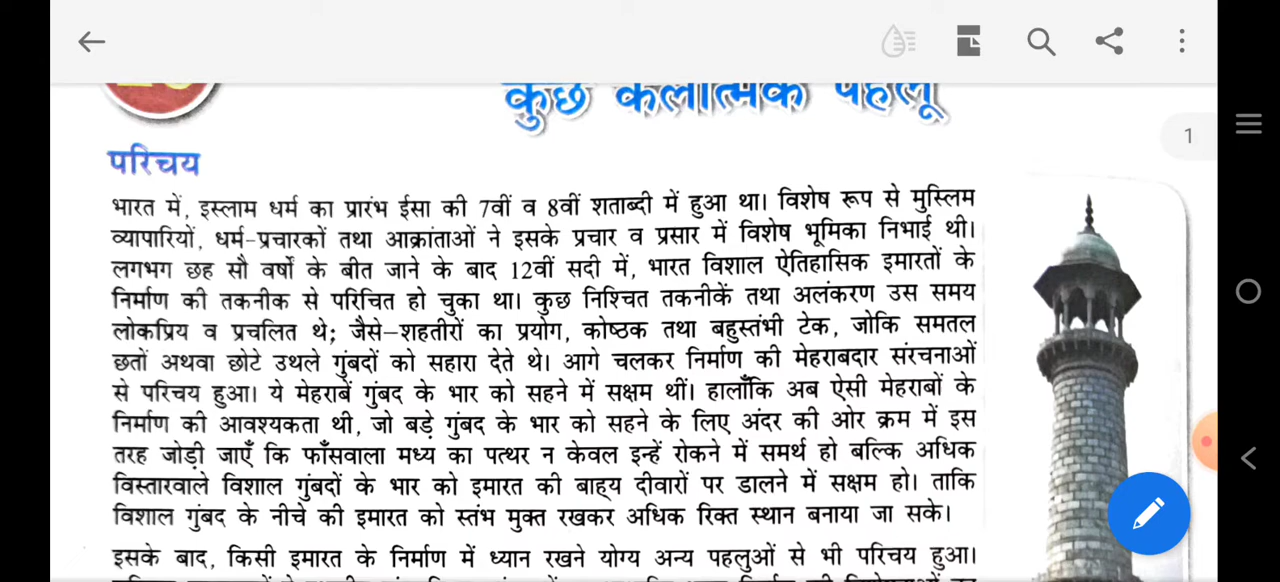 कुछ कलात्मक पहलू
1
परिचय
भारत में, इस्लाम धर्म का प्रारंभ ईसा की 7वीं व 8वीं शताब्दी में हुआ था। विशेष रूप से मुस्लिम
व्यापारियों, धर्म-प्रचारकों तथा आक्रांताओं ने इसके प्रचार व प्रसार में विशेष भूमिका निभाई थी।
लगभग छह सौ वर्षों के बीत जाने के बाद 12वीं सदी में, भारत विशाल ऐतिहासिक इमारतों के
निर्माण की तकनीक से परिचित हो चुका था। कुछ निश्चित तकनीकें तथा अलंकरण उस समय
लोकप्रिय व प्रचलित थे; जैसे–शहतीरों का प्रयोग, कोष्ठक तथा बहुस्तंभी टेक, जोकि समतल
छतों अथवा छोटे उथले गुंबदों को सहारा देते थे। आगे चलकर निर्माण की मेहराबदार संरचनाओं
से परिचय हुआ। ये मेहराबें गुंबद के भार को सहने में सक्षम थीं। हालाँकि अब ऐसी मेहराबों के
निर्माण की आवश्यकता थी, जो बड़े गुंबद के भार को सहने के लिए अंदर की ओर क्रम में इस
तरह जोड़ी जाएँ कि फाँसवाला मध्य का पत्थर न केवल इन्हें रोकने में समर्थ हो बल्कि अधिक
विस्तारवाले विशाल गुंबदों के भार को इमारत की बाह्य दीवारों पर डालने में सक्षम हो। ताकि
विशाल गुंबद के नीचे की इमारत को स्तंभ मुक्त रखकर अधिक रिक्त स्थान बनाया जा सके।
इसके बाद, किसी इमारत के निर्माण में ध्यान रखने योग्य अन्य पहलुओं से भी परिचय हुआ।